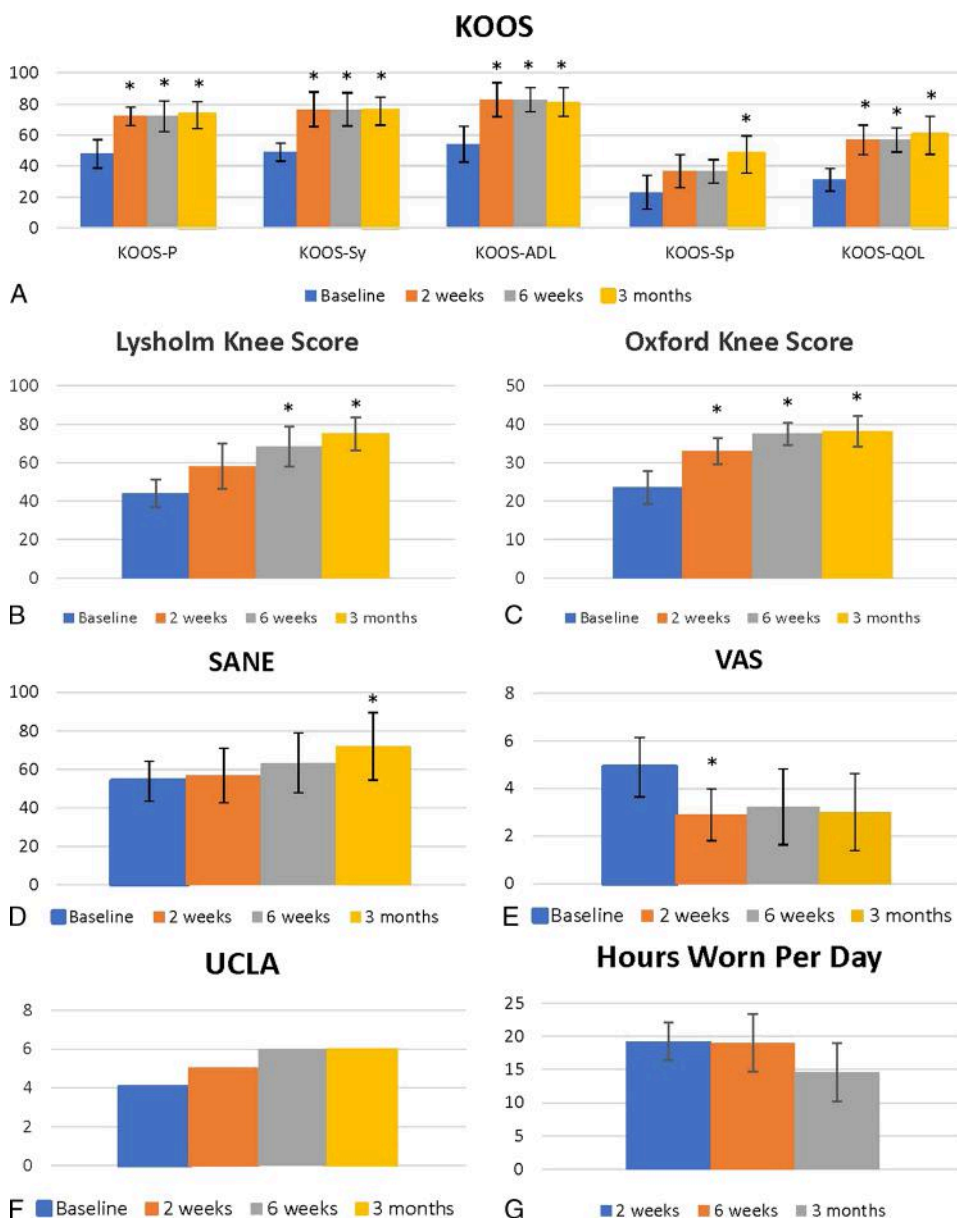 KOOS
100
80
60
40
20
0
* * * * * * * * * * * * *
KOOS-P KOOS-Sy KOOS-ADL KOOS-Sp KOOS-QOL
A
Baseline 2 weeks 6 weeks 3 months
Lysholm Knee Score
100
80
60
40
20
0
* *
B
Baseline 2 weeks 6 weeks 3 months
Oxford Knee Score
50
40
30
20
10
0
* * *
C
Baseline 2 weeks 6 weeks 3 months
SANE
100
80
60
40
20
0
*
D
Baseline 2 weeks 6 weeks 3 months
VAS
8
6
4
2
0
*
E
Baseline 2 weeks 6 weeks 3 months
UCLA
8
6
4
2
0
F
Baseline 2 weeks 6 weeks 3 months
Hours Worn Per Day
25
20
15
10
5
0
G
2 weeks 6 weeks 3 months